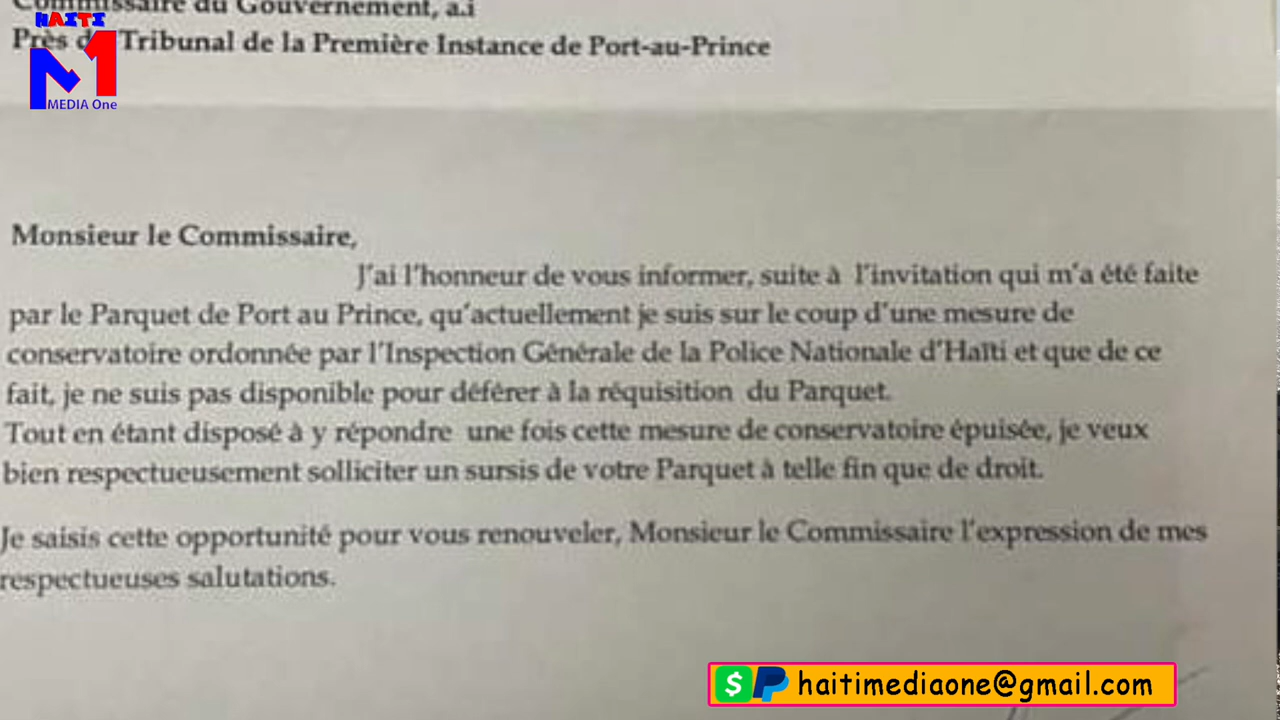 Commissaire du Gouvernement, a.i
Près du Tribunal de la Première Instance de Port-au-Prince
HAITI
M1
MEDIA One
Monsieur le Commissaire,
J'ai l'honneur de vous informer, suite à l'invitation qui m'a été faite
par le Parquet de Port au Prince, qu'actuellement je suis sur le coup d'une mesure de
conservatoire ordonnée par l'Inspection Générale de la Police Nationale d'Haïti et que de ce
fait, je ne suis pas disponible pour déférer à la réquisition du Parquet.
Tout en étant disposé à y répondre une fois cette mesure de conservatoire épuisée, je veux
bien respectueusement solliciter un sursis de votre Parquet à telle fin que de droit.
Je saisis cette opportunité pour vous renouveler, Monsieur le Commissaire l'expression de mes
respectueuses salutations.
$ P haitimediaone@gmail.com